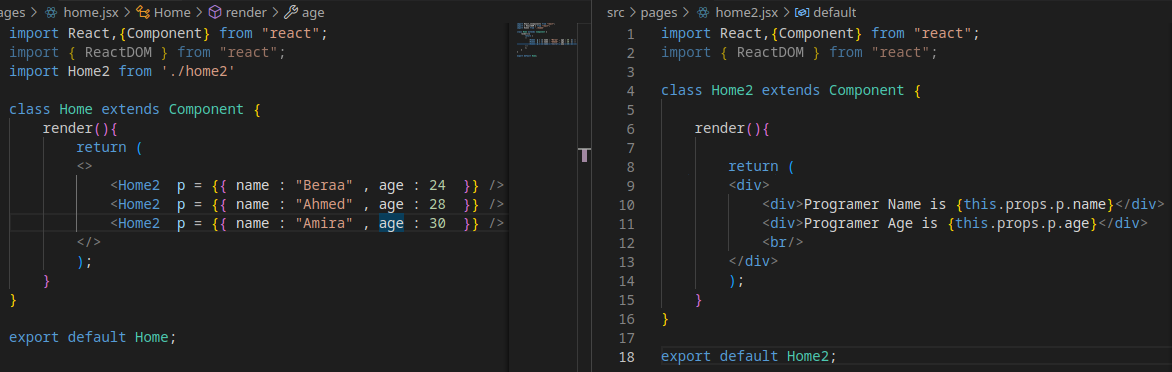 ages > home.jsx > Home > render > age
import React,{Component} from "react";
import { ReactDOM } from "react";
import Home2 from './home2'
class Home extends Component {
render(){
return (
<>
<Home2  p = {{ name : "Beraa" , age : 24  }} />
<Home2  p = {{ name : "Ahmed" , age : 28  }} />
<Home2  p = {{ name : "Amira" , age : 30  }} />
</>
);
}
}
export default Home;
src > pages > home2.jsx > default
1 import React,{Component} from "react";
2 import { ReactDOM } from "react";
3
4 class Home2 extends Component {
5
6 render(){
7
8 return (
9 <div>
10 <div>Programer Name is {this.props.p.name}</div>
11 <div>Programer Age is {this.props.p.age}</div>
12 <br/>
13 </div>
14 );
15 }
16 }
17
18 export default Home2;